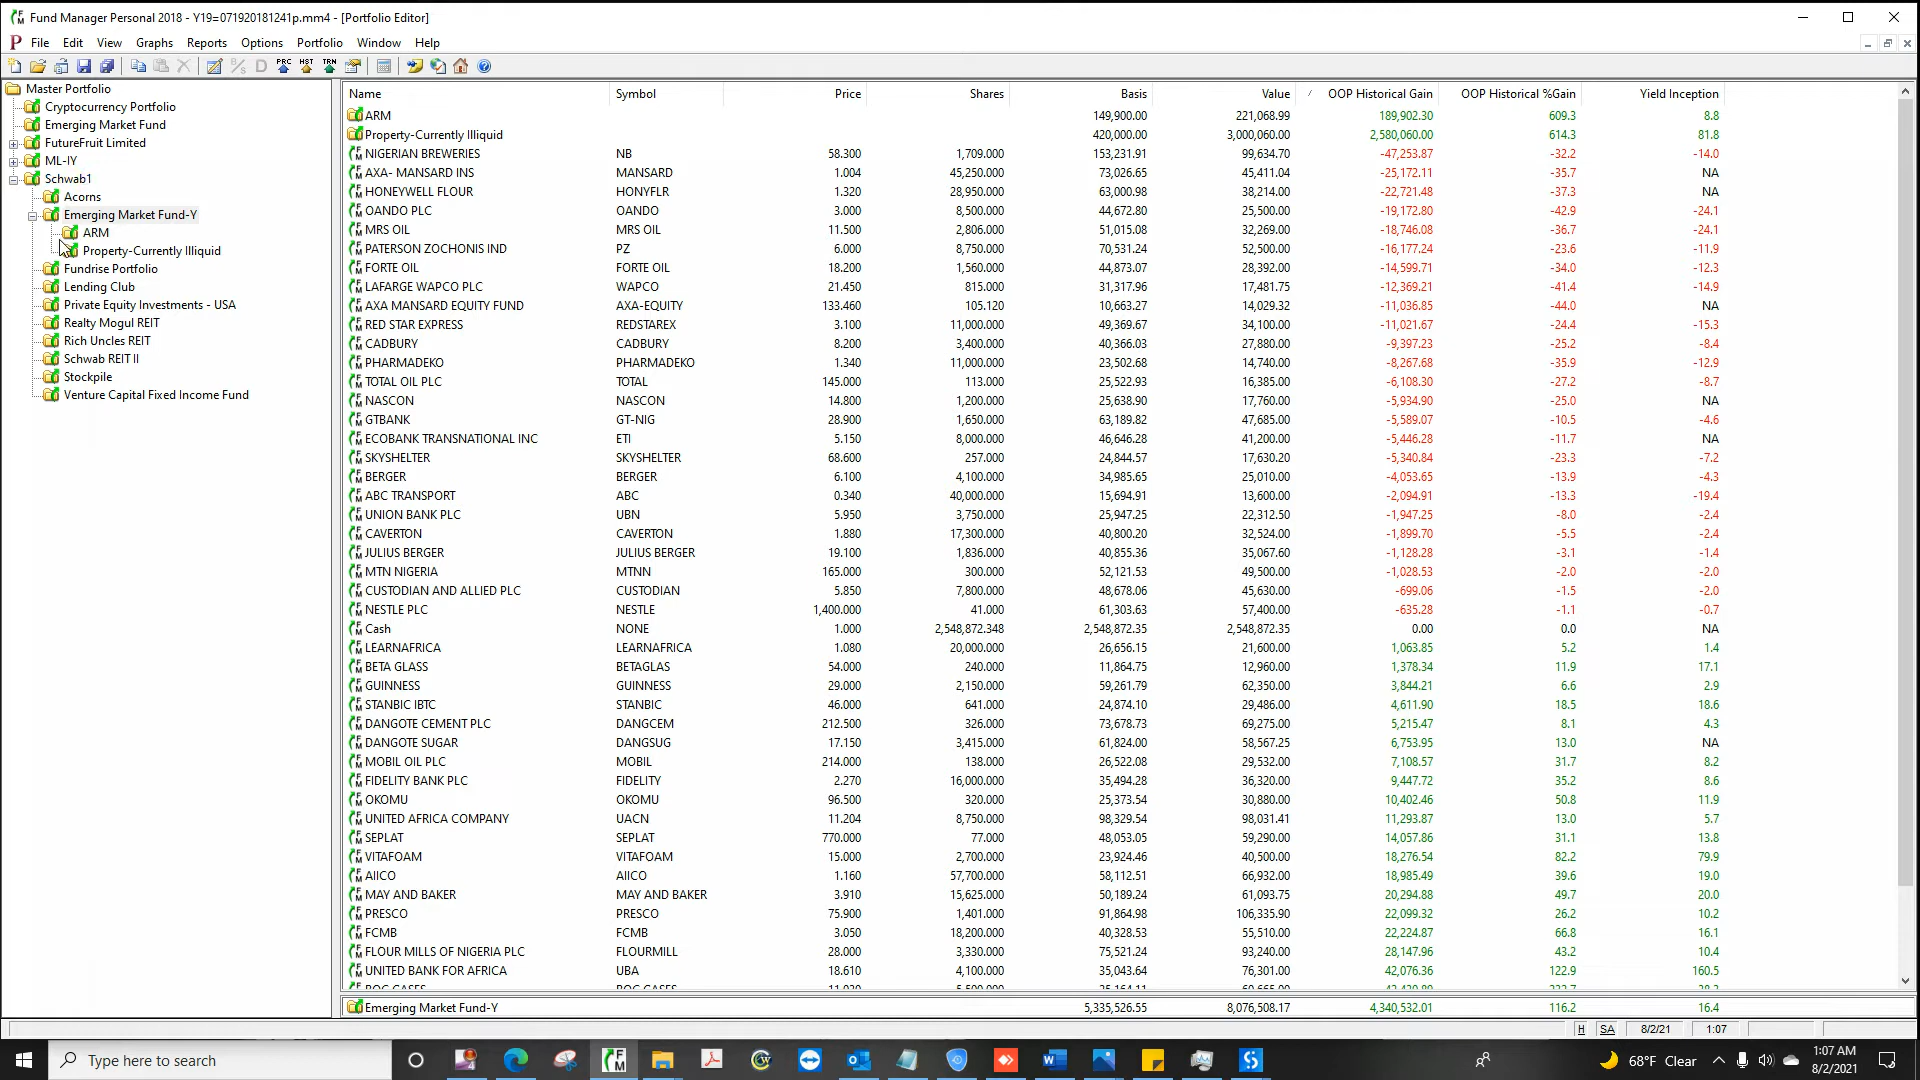 Fund Manager Personal 2018 - Y19=071920181241p.mm4 - [Portfolio Editor]
File Edit View Graphs Reports Options Portfolio Window Help
PRC HST TRN
Master Portfolio
Cryptocurrency Portfolio
Emerging Market Fund
FutureFruit Limited
ML-IY
Schwab1
Acorns
Emerging Market Fund-Y
ARM
Property-Currently Illiquid
Fundrise Portfolio
Lending Club
Private Equity Investments - USA
Realty Mogul REIT
Rich Uncles REIT
Schwab REIT II
Stockpile
Venture Capital Fixed Income Fund
Name Symbol Price Shares Basis Value OOP Historical Gain OOP Historical %Gain Yield Inception
ARM 149,900.00 221,068.99 189,902.30 609.3 8.8
Property-Currently Illiquid 420,000.00 3,000,060.00 2,580,060.00 614.3 81.8
NIGERIAN BREWERIES NB 58.300 1,709.000 153,231.91 99,634.70 -47,253.87 -32.2 -14.0
AXA- MANSARD INS MANSARD 1.004 45,250.000 73,026.65 45,411.04 -25,172.11 -35.7 NA
HONEYWELL FLOUR HONYFLR 1.320 28,950.000 63,000.98 38,214.00 -22,721.48 -37.3 NA
OANDO PLC OANDO 3.000 8,500.000 44,672.80 25,500.00 -19,172.80 -42.9 -24.1
MRS OIL MRS OIL 11.500 2,806.000 51,015.08 32,269.00 -18,746.08 -36.7 -24.1
PATERSON ZOCHONIS IND PZ 6.000 8,750.000 70,531.24 52,500.00 -16,177.24 -23.6 -11.9
FORTE OIL FORTE OIL 18.200 1,560.000 44,873.07 28,392.00 -14,599.71 -34.0 -12.3
LAFARGE WAPCO PLC WAPCO 21.450 815.000 31,317.96 17,481.75 -12,369.21 -41.4 -14.9
AXA MANSARD EQUITY FUND AXA-EQUITY 133.460 105.120 10,663.27 14,029.32 -11,036.85 -44.0 NA
RED STAR EXPRESS REDSTAREX 3.100 11,000.000 49,369.67 34,100.00 -11,021.67 -24.4 -15.3
CADBURY CADBURY 8.200 3,400.000 40,366.03 27,880.00 -9,397.23 -25.2 -8.4
PHARMADEKO PHARMADEKO 1.340 11,000.000 23,502.68 14,740.00 -8,267.68 -35.9 -12.9
TOTAL OIL PLC TOTAL 145.000 113.000 25,522.93 16,385.00 -6,108.30 -27.2 -8.7
NASCON NASCON 14.800 1,200.000 25,638.90 17,760.00 -5,934.90 -25.0 NA
GTBANK GT-NIG 28.900 1,650.000 63,189.82 47,685.00 -5,589.07 -10.5 -4.6
ECOBANK TRANSNATIONAL INC ETI 5.150 8,000.000 46,646.28 41,200.00 -5,446.28 -11.7 NA
SKYSHELTER SKYSHELTER 68.600 257.000 24,844.57 17,630.20 -5,340.84 -23.3 -7.2
BERGER BERGER 6.100 4,100.000 34,985.65 25,010.00 -4,053.65 -13.9 -4.3
ABC TRANSPORT ABC 0.340 40,000.000 15,694.91 13,600.00 -2,094.91 -13.3 -19.4
UNION BANK PLC UBN 5.950 3,750.000 25,947.25 22,312.50 -1,947.25 -8.0 -2.4
CAVERTON CAVERTON 1.880 17,300.000 40,800.20 32,524.00 -1,899.70 -5.5 -2.4
JULIUS BERGER JULIUS BERGER 19.100 1,836.000 40,855.36 35,067.60 -1,128.28 -3.1 -1.4
MTN NIGERIA MTNN 165.000 300.000 52,121.53 49,500.00 -1,028.53 -2.0 -2.0
CUSTODIAN AND ALLIED PLC CUSTODIAN 5.850 7,800.000 48,678.06 45,630.00 -699.06 -1.5 -2.0
NESTLE PLC NESTLE 1,400.000 41.000 61,303.63 57,400.00 -635.28 -1.1 -0.7
Cash NONE 1.000 2,548,872.348 2,548,872.35 2,548,872.35 0.00 0.0 NA
LEARNAFRICA LEARNAFRICA 1.080 20,000.000 26,656.15 21,600.00 1,063.85 5.2 1.4
BETA GLASS BETAGLAS 54.000 240.000 11,864.75 12,960.00 1,378.34 11.9 17.1
GUINNESS GUINNESS 29.000 2,150.000 59,261.79 62,350.00 3,844.21 6.6 2.9
STANBIC IBTC STANBIC 46.000 641.000 24,874.10 29,486.00 4,611.90 18.5 18.6
DANGOTE CEMENT PLC DANGCEM 212.500 326.000 73,678.73 69,275.00 5,215.47 8.1 4.3
DANGOTE SUGAR DANGSUG 17.150 3,415.000 61,824.00 58,567.25 6,753.95 13.0 NA
MOBIL OIL PLC MOBIL 214.000 138.000 26,522.08 29,532.00 7,108.57 31.7 8.2
FIDELITY BANK PLC FIDELITY 2.270 16,000.000 35,494.28 36,320.00 9,447.72 35.2 8.6
OKOMU OKOMU 96.500 320.000 25,373.54 30,880.00 10,402.46 50.8 11.9
UNITED AFRICA COMPANY UACN 11.204 8,750.000 98,329.54 98,031.41 11,293.87 13.0 5.7
SEPLAT SEPLAT 770.000 77.000 48,053.05 59,290.00 14,057.86 31.1 13.8
VITAFOAM VITAFOAM 15.000 2,700.000 23,924.46 40,500.00 18,276.54 82.2 79.9
AIICO AIICO 1.160 57,700.000 58,112.51 66,932.00 18,985.49 39.6 19.0
MAY AND BAKER MAY AND BAKER 3.910 15,625.000 50,189.24 61,093.75 20,294.88 49.7 20.0
PRESCO PRESCO 75.900 1,401.000 91,864.98 106,335.90 22,099.32 26.2 10.2
FCMB FCMB 3.050 18,200.000 40,328.53 55,510.00 22,224.87 66.8 16.1
FLOUR MILLS OF NIGERIA PLC FLOURMILL 28.000 3,330.000 75,521.24 93,240.00 28,147.96 43.2 10.4
UNITED BANK FOR AFRICA UBA 18.610 4,100.000 35,043.64 76,301.00 42,076.36 122.9 160.5
Emerging Market Fund-Y 5,335,526.55 8,076,508.17 4,340,532.01 116.2 16.4
H SA 8/2/21 1:07
Type here to search
68°F Clear
1:07 AM
8/2/2021